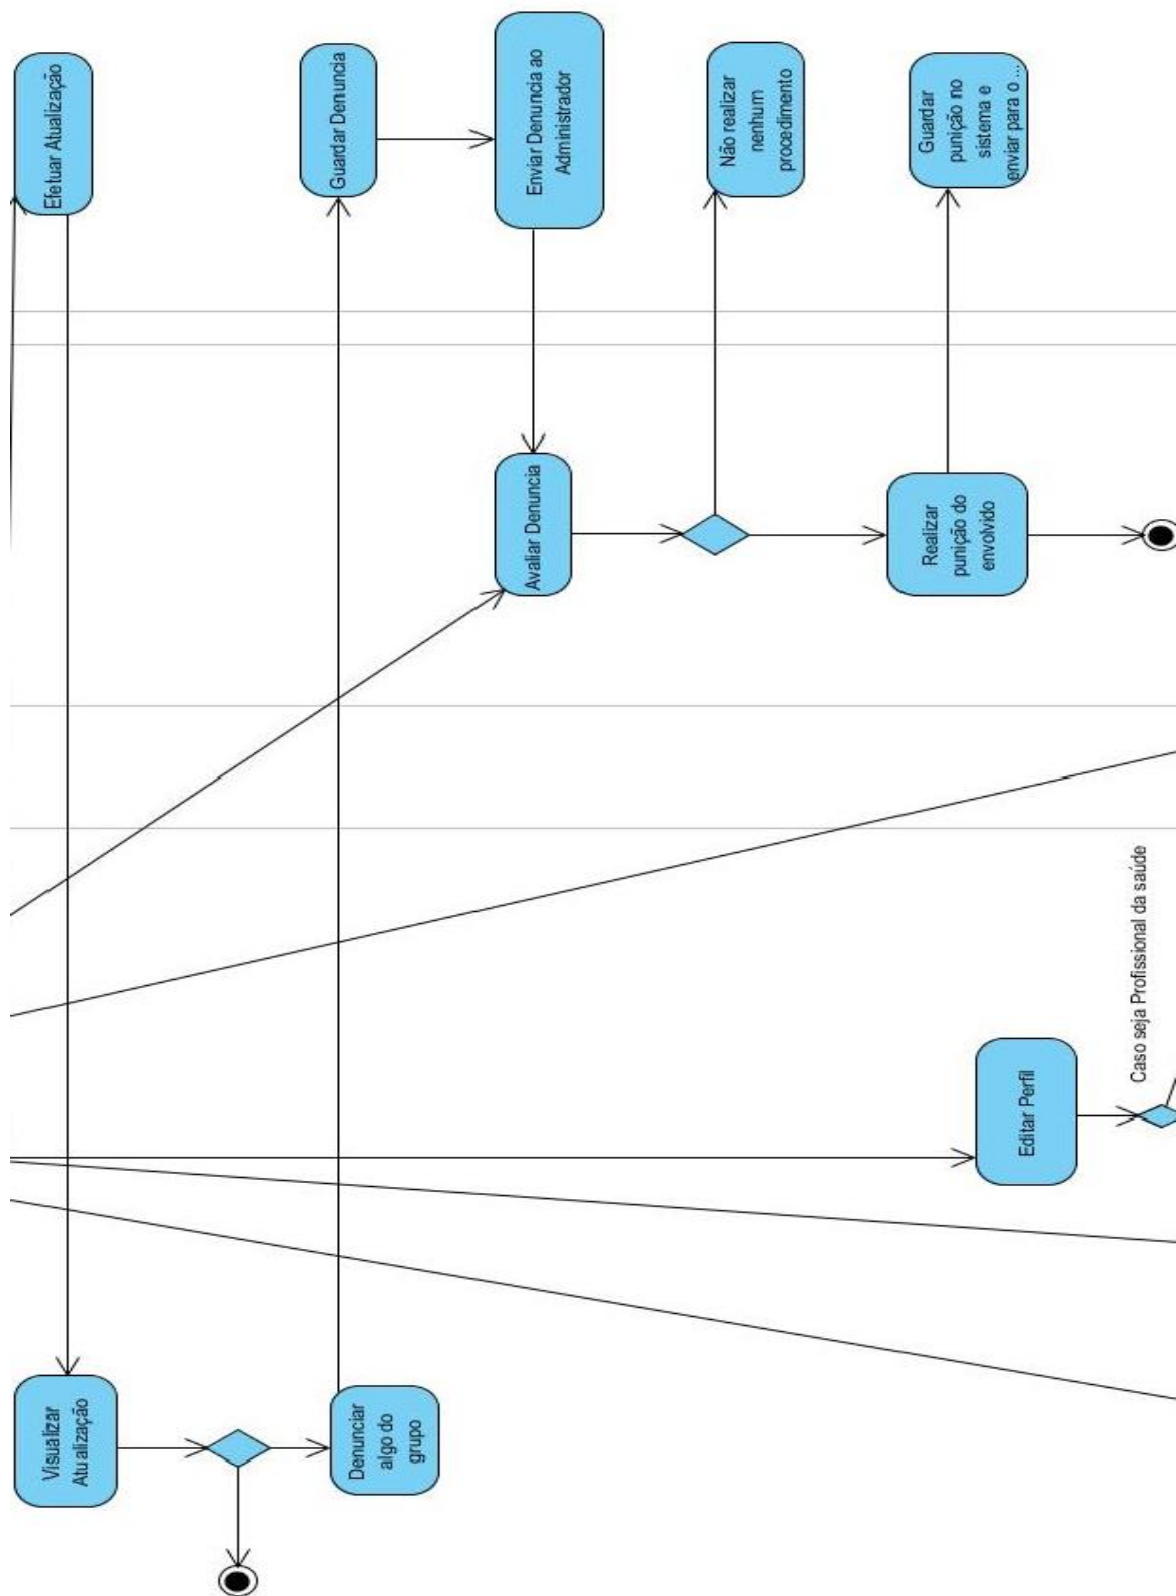 Efetuar Atualização
Guardar Denuncia
Enviar Denuncia ao
Administrador
Não realizar
nenhum
procedimento
Guardar
punição no
sistema e
enviar para o ...
Avaliar Denuncia
Realizar
punição do
envolvido
Caso seja Profissional da saúde
Editar Perfil
Visualizar
Atualização
Denunciar
algo do
grupo